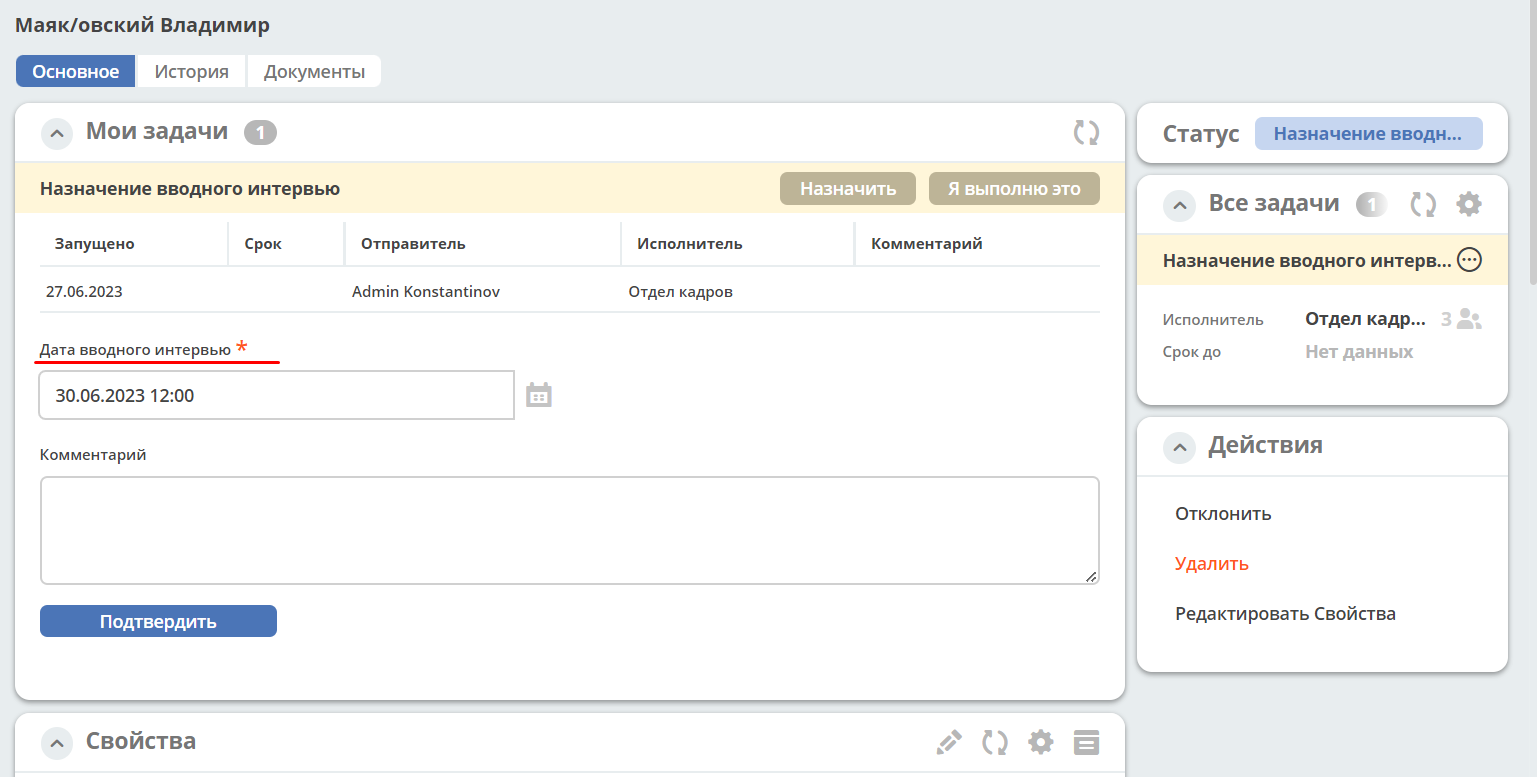 Маяк/овский Владимир
Основное История Документы
Мои задачи 1
Назначение вводного интервью Назначить Я выполню это
Запущено Срок Отправитель Исполнитель Комментарий
27.06.2023 Admin Konstantinov Отдел кадров
Дата вводного интервью *
30.06.2023 12:00
Комментарий
Подтвердить
Свойства
Статус Назначение вводн...
Все задачи 1
Назначение вводного интерв...
Исполнитель Отдел кадр... 3
Срок до Нет данных
Действия
Отклонить
Удалить
Редактировать Свойства